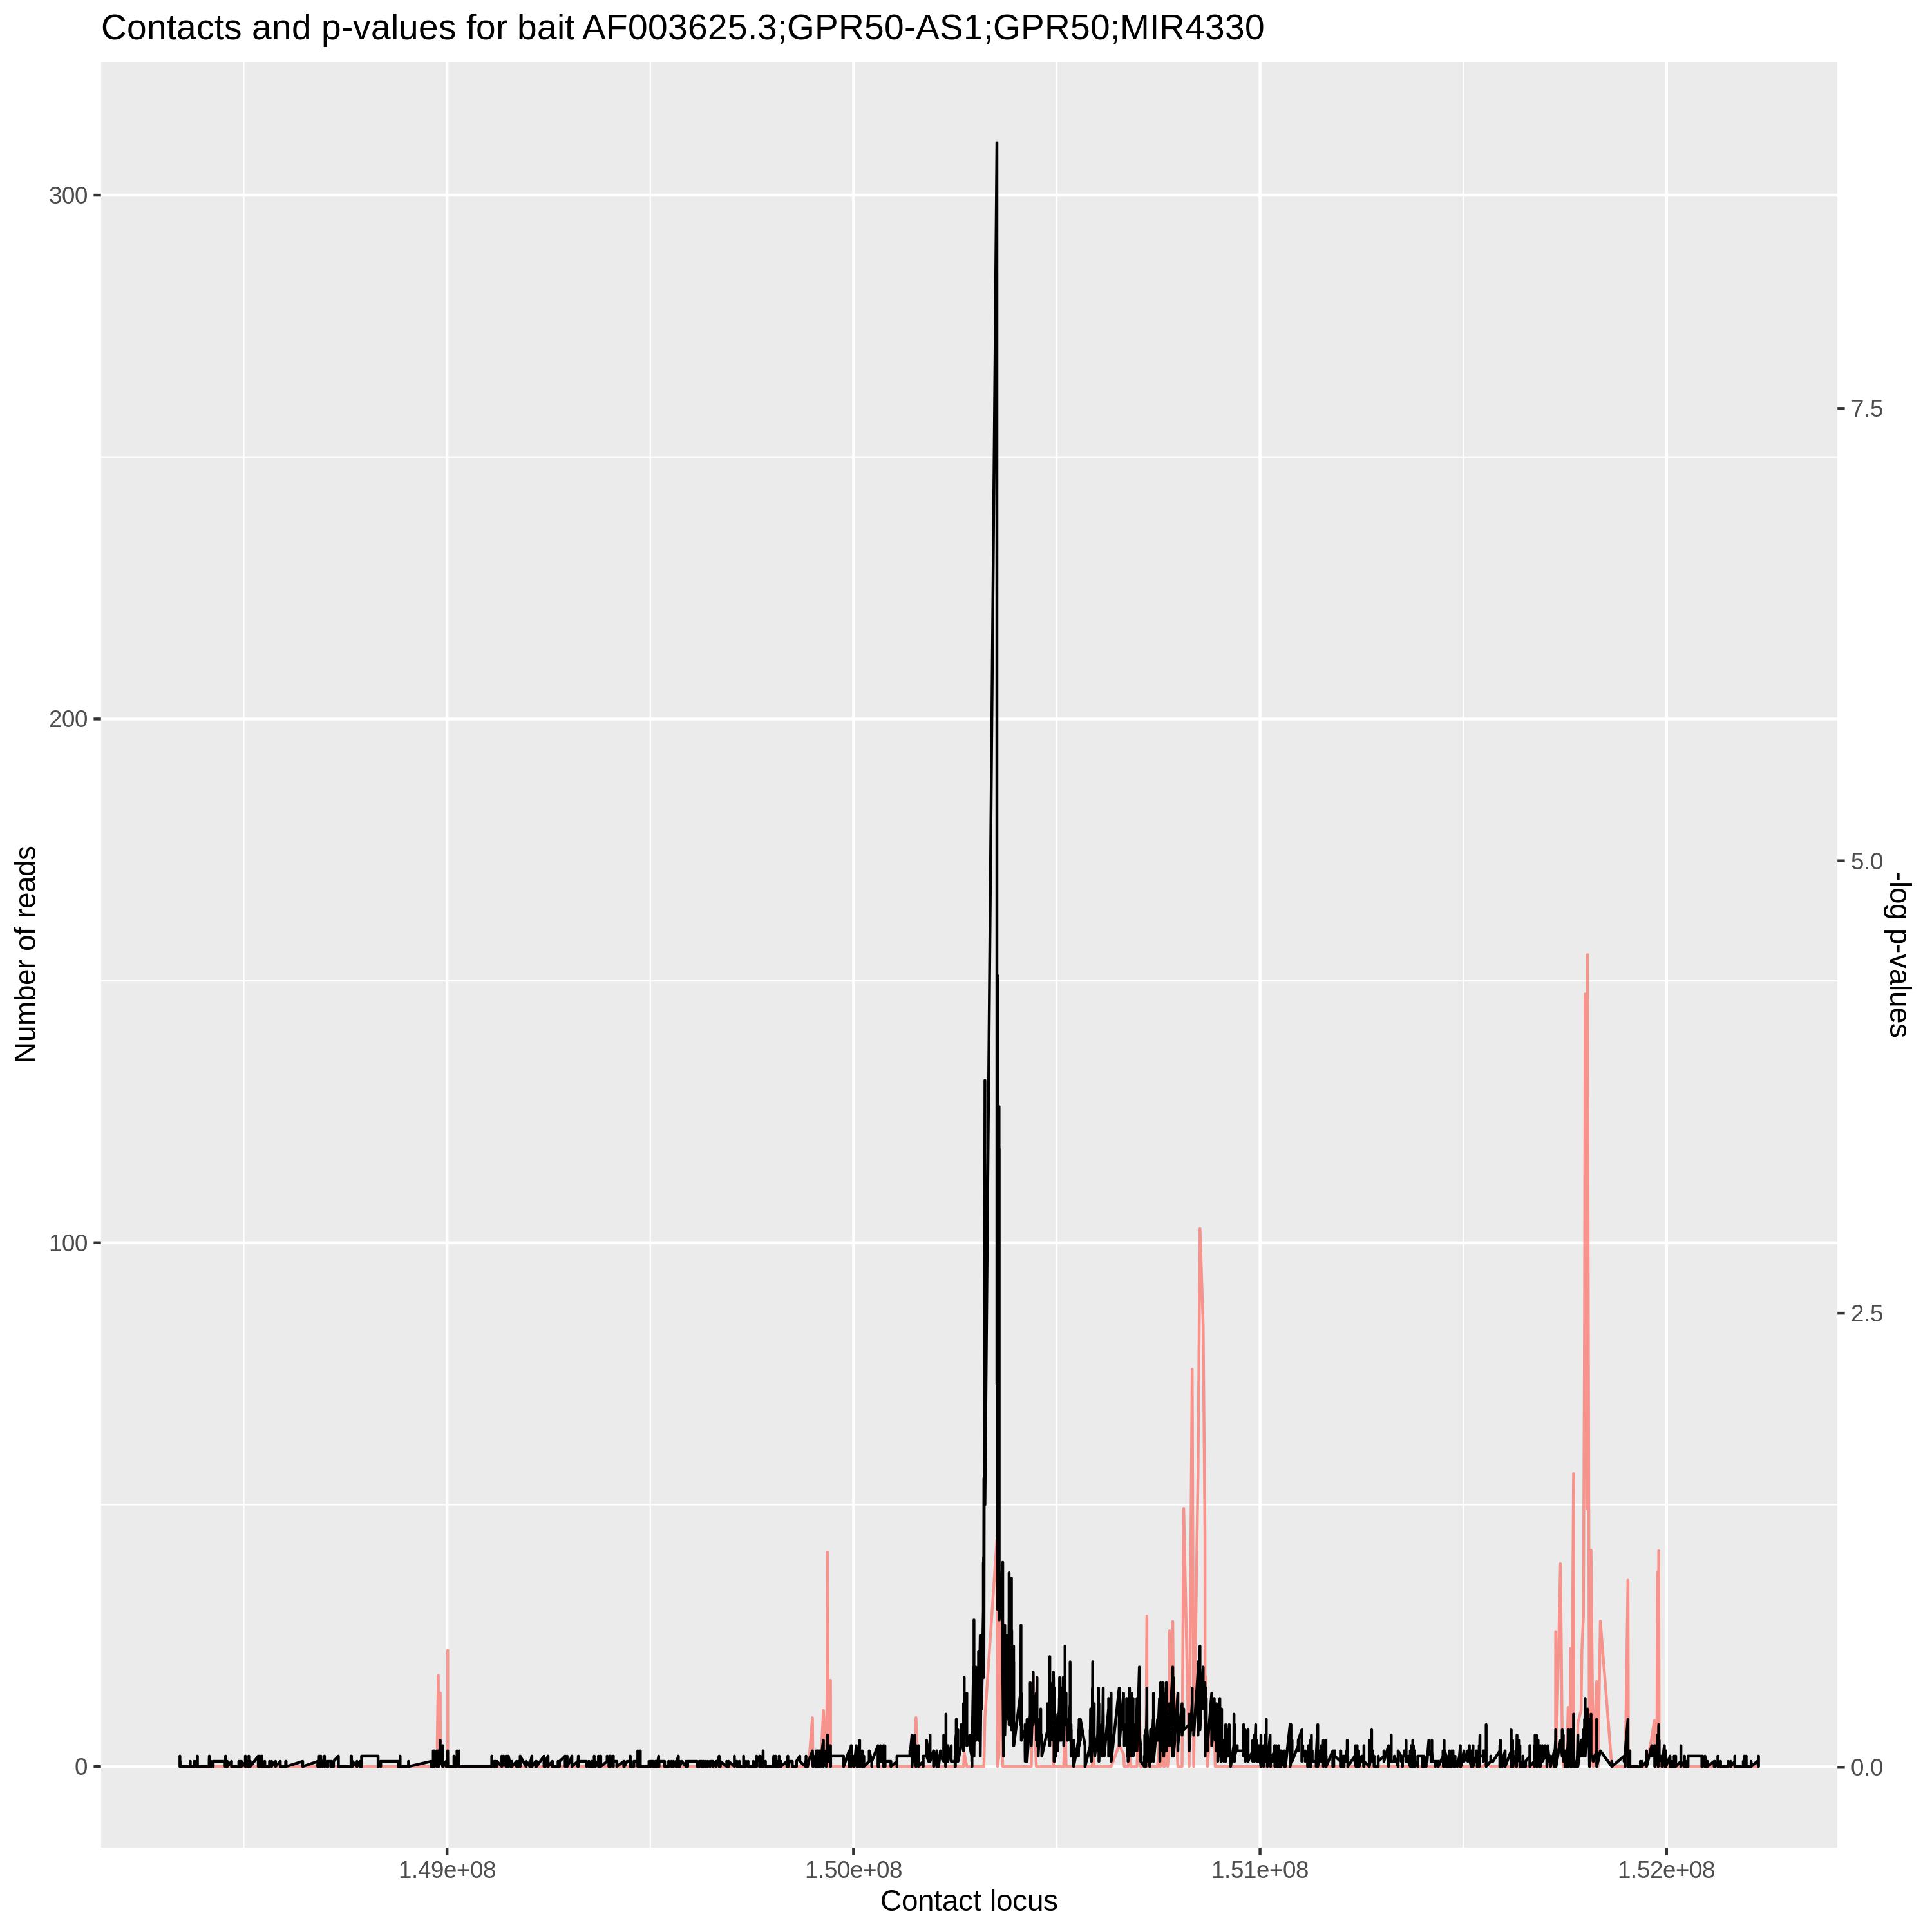 Contacts and p-values for bait AF003625.3;GPR50-AS1;GPR50;MIR4330
300
200
100
0
Number of reads
7.5
5.0
2.5
0.0
-log p-values
1.49e+08
1.50e+08
1.51e+08
1.52e+08
Contact locus